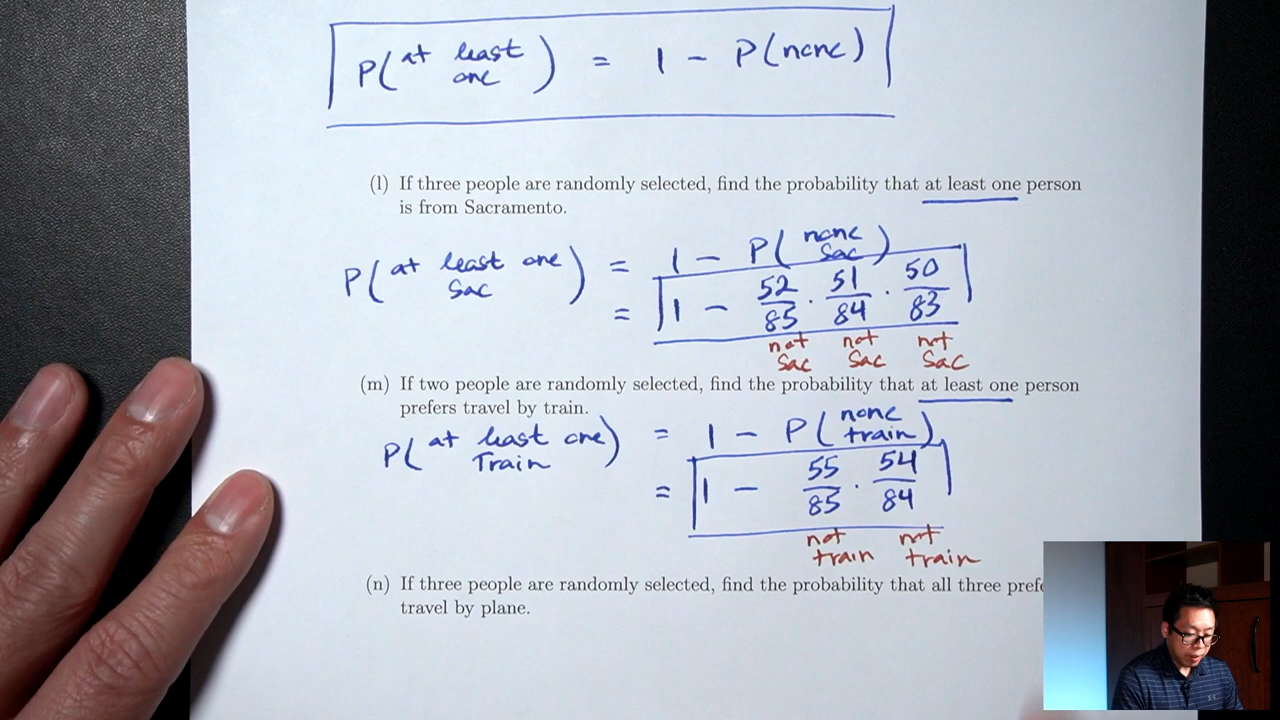 P(at least one) = 1 - P(none)
(l) If three people are randomly selected, find the probability that at least one person
is from Sacramento.
P(at least one Sac) = 1 - P(none Sac)
= 1 - 52/85 · 51/84 · 50/83
not Sac not Sac not Sac
(m) If two people are randomly selected, find the probability that at least one person
prefers travel by train.
P(at least one Train) = 1 - P(none train)
= 1 - 55/85 · 54/84
not train not train
(n) If three people are randomly selected, find the probability that all three
travel by plane.